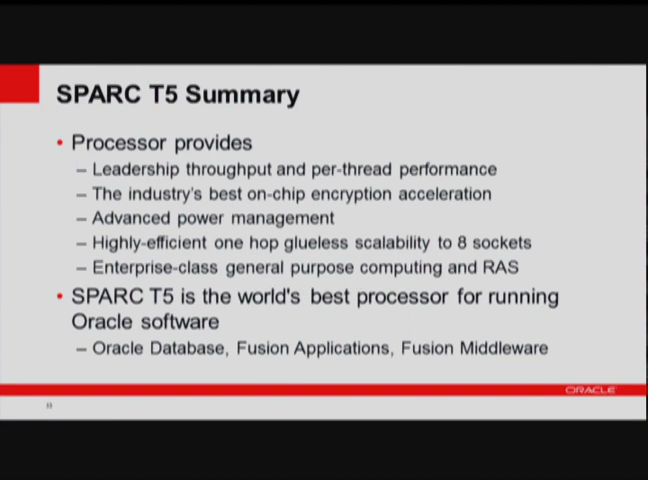 SPARC T5 Summary
• Processor provides
– Leadership throughput and per-thread performance
– The industry's best on-chip encryption acceleration
– Advanced power management
– Highly-efficient one hop glueless scalability to 8 sockets
– Enterprise-class general purpose computing and RAS
• SPARC T5 is the world's best processor for running
Oracle software
– Oracle Database, Fusion Applications, Fusion Middleware
ORACLE